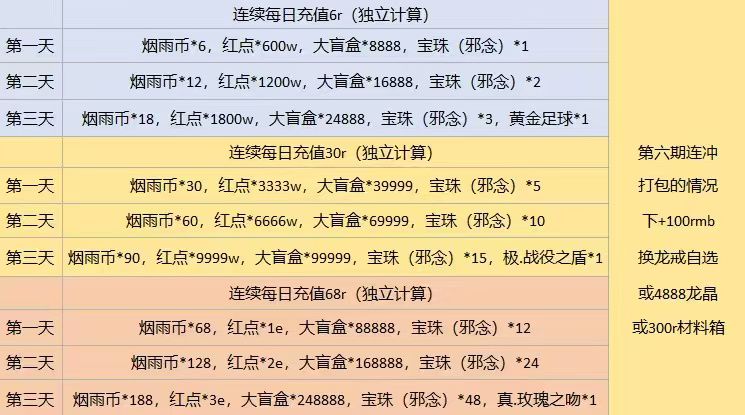 连续每日充值6r（独立计算）
第一天 烟雨币*6，红点*600w，大盲盒*8888，宝珠（邪念）*1
第二天 烟雨币*12，红点*1200w，大盲盒*16888，宝珠（邪念）*2
第三天 烟雨币*18，红点*1800w，大盲盒*24888，宝珠（邪念）*3，黄金足球*1
连续每日充值30r（独立计算）
第一天 烟雨币*30，红点*3333w，大盲盒*39999，宝珠（邪念）*5
第二天 烟雨币*60，红点*6666w，大盲盒*69999，宝珠（邪念）*10
第三天 烟雨币*90，红点*9999w，大盲盒*99999，宝珠（邪念）*15，极.战役之盾*1
连续每日充值68r（独立计算）
第一天 烟雨币*68，红点*1e，大盲盒*88888，宝珠（邪念）*12
第二天 烟雨币*128，红点*2e，大盲盒*168888，宝珠（邪念）*24
第三天 烟雨币*188，红点*3e，大盲盒*248888，宝珠（邪念）*48，真.玫瑰之吻*1
第六期连冲
打包的情况
下+100rmb
换龙戒自选
或4888龙晶
或300r材料箱